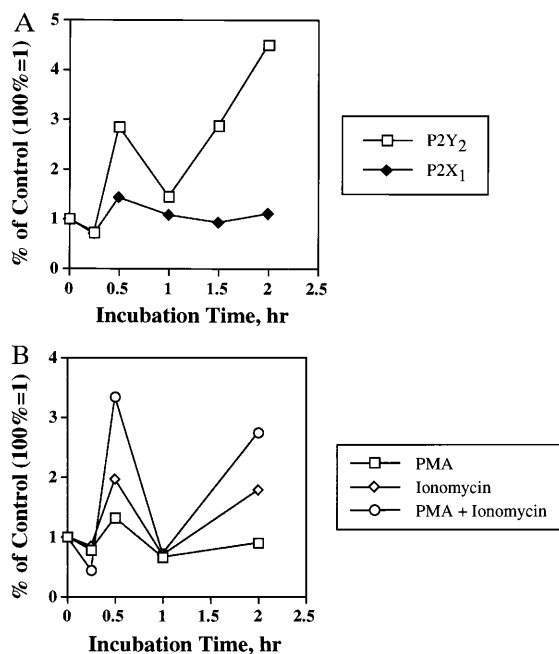 A
% of Control (100%=1)
5
4
3
2
1
0
0 0.5 1 1.5 2 2.5
Incubation Time, hr
P2Y2
P2X1
B
% of Control (100%=1)
4
3
2
1
0
0 0.5 1 1.5 2 2.5
Incubation Time, hr
PMA
Ionomycin
PMA + Ionomycin